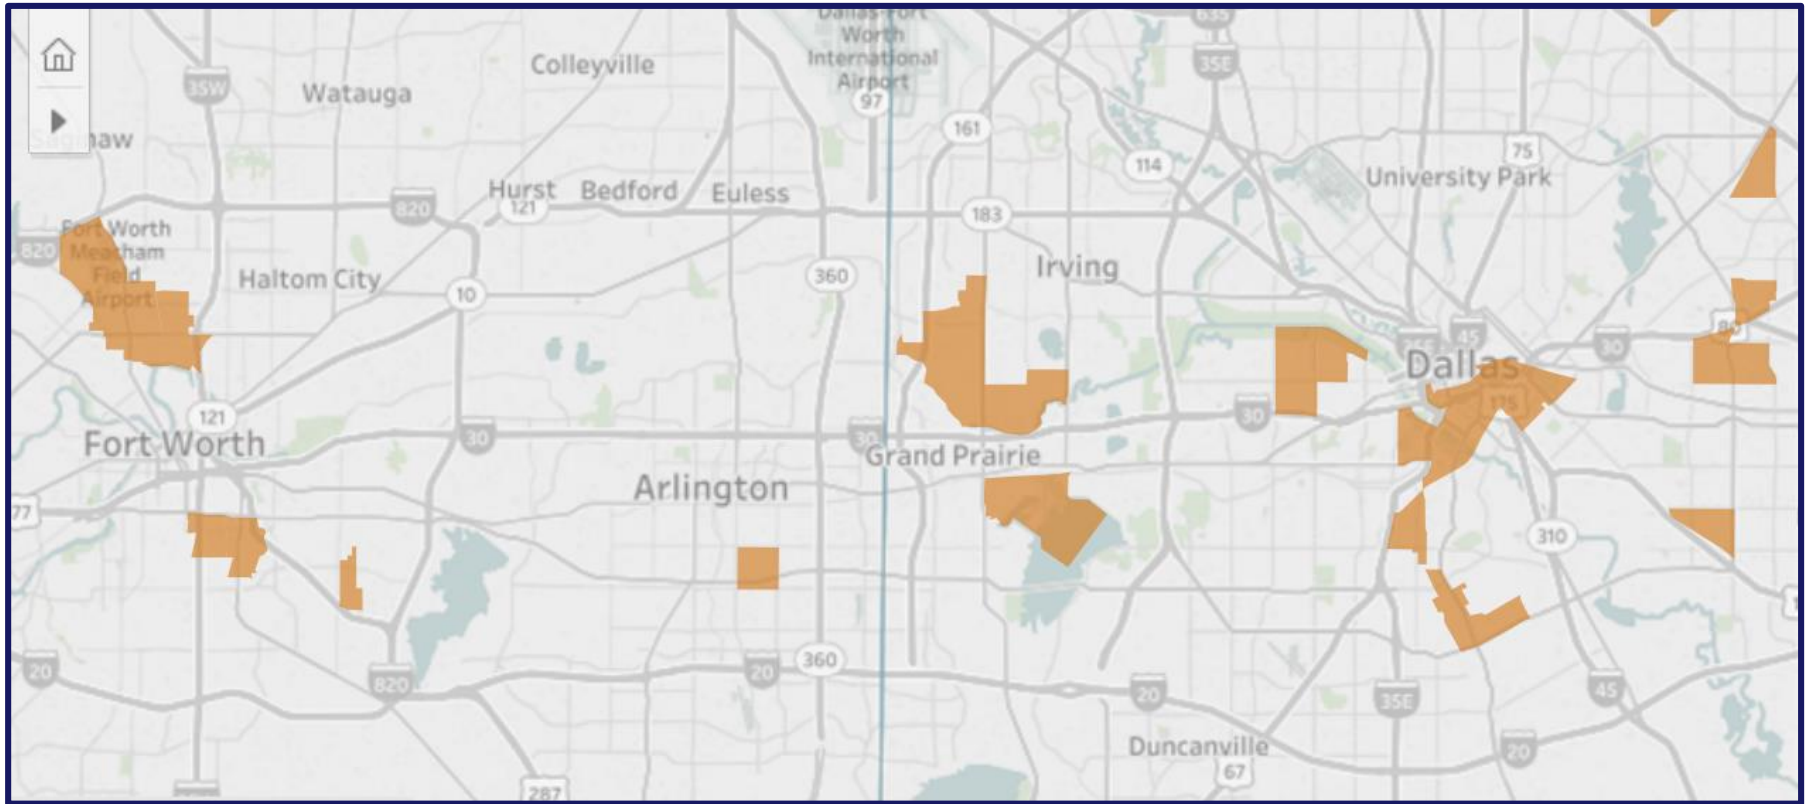 Dallas-Fort
Worth
International
Airport
97
635
35E
35W
Colleyville
Watauga
161
114
75
University Park
Hurst
Bedford
Euless
121
820
183
Fort Worth
Meacham
Field
Airport
820
Haltom City
10
360
Irving
45
30
Dallas
175
121
Fort Worth
30
30
30
Grand Prairie
Arlington
77
310
20
820
20
360
20
35E
45
20
Duncanville
67
287